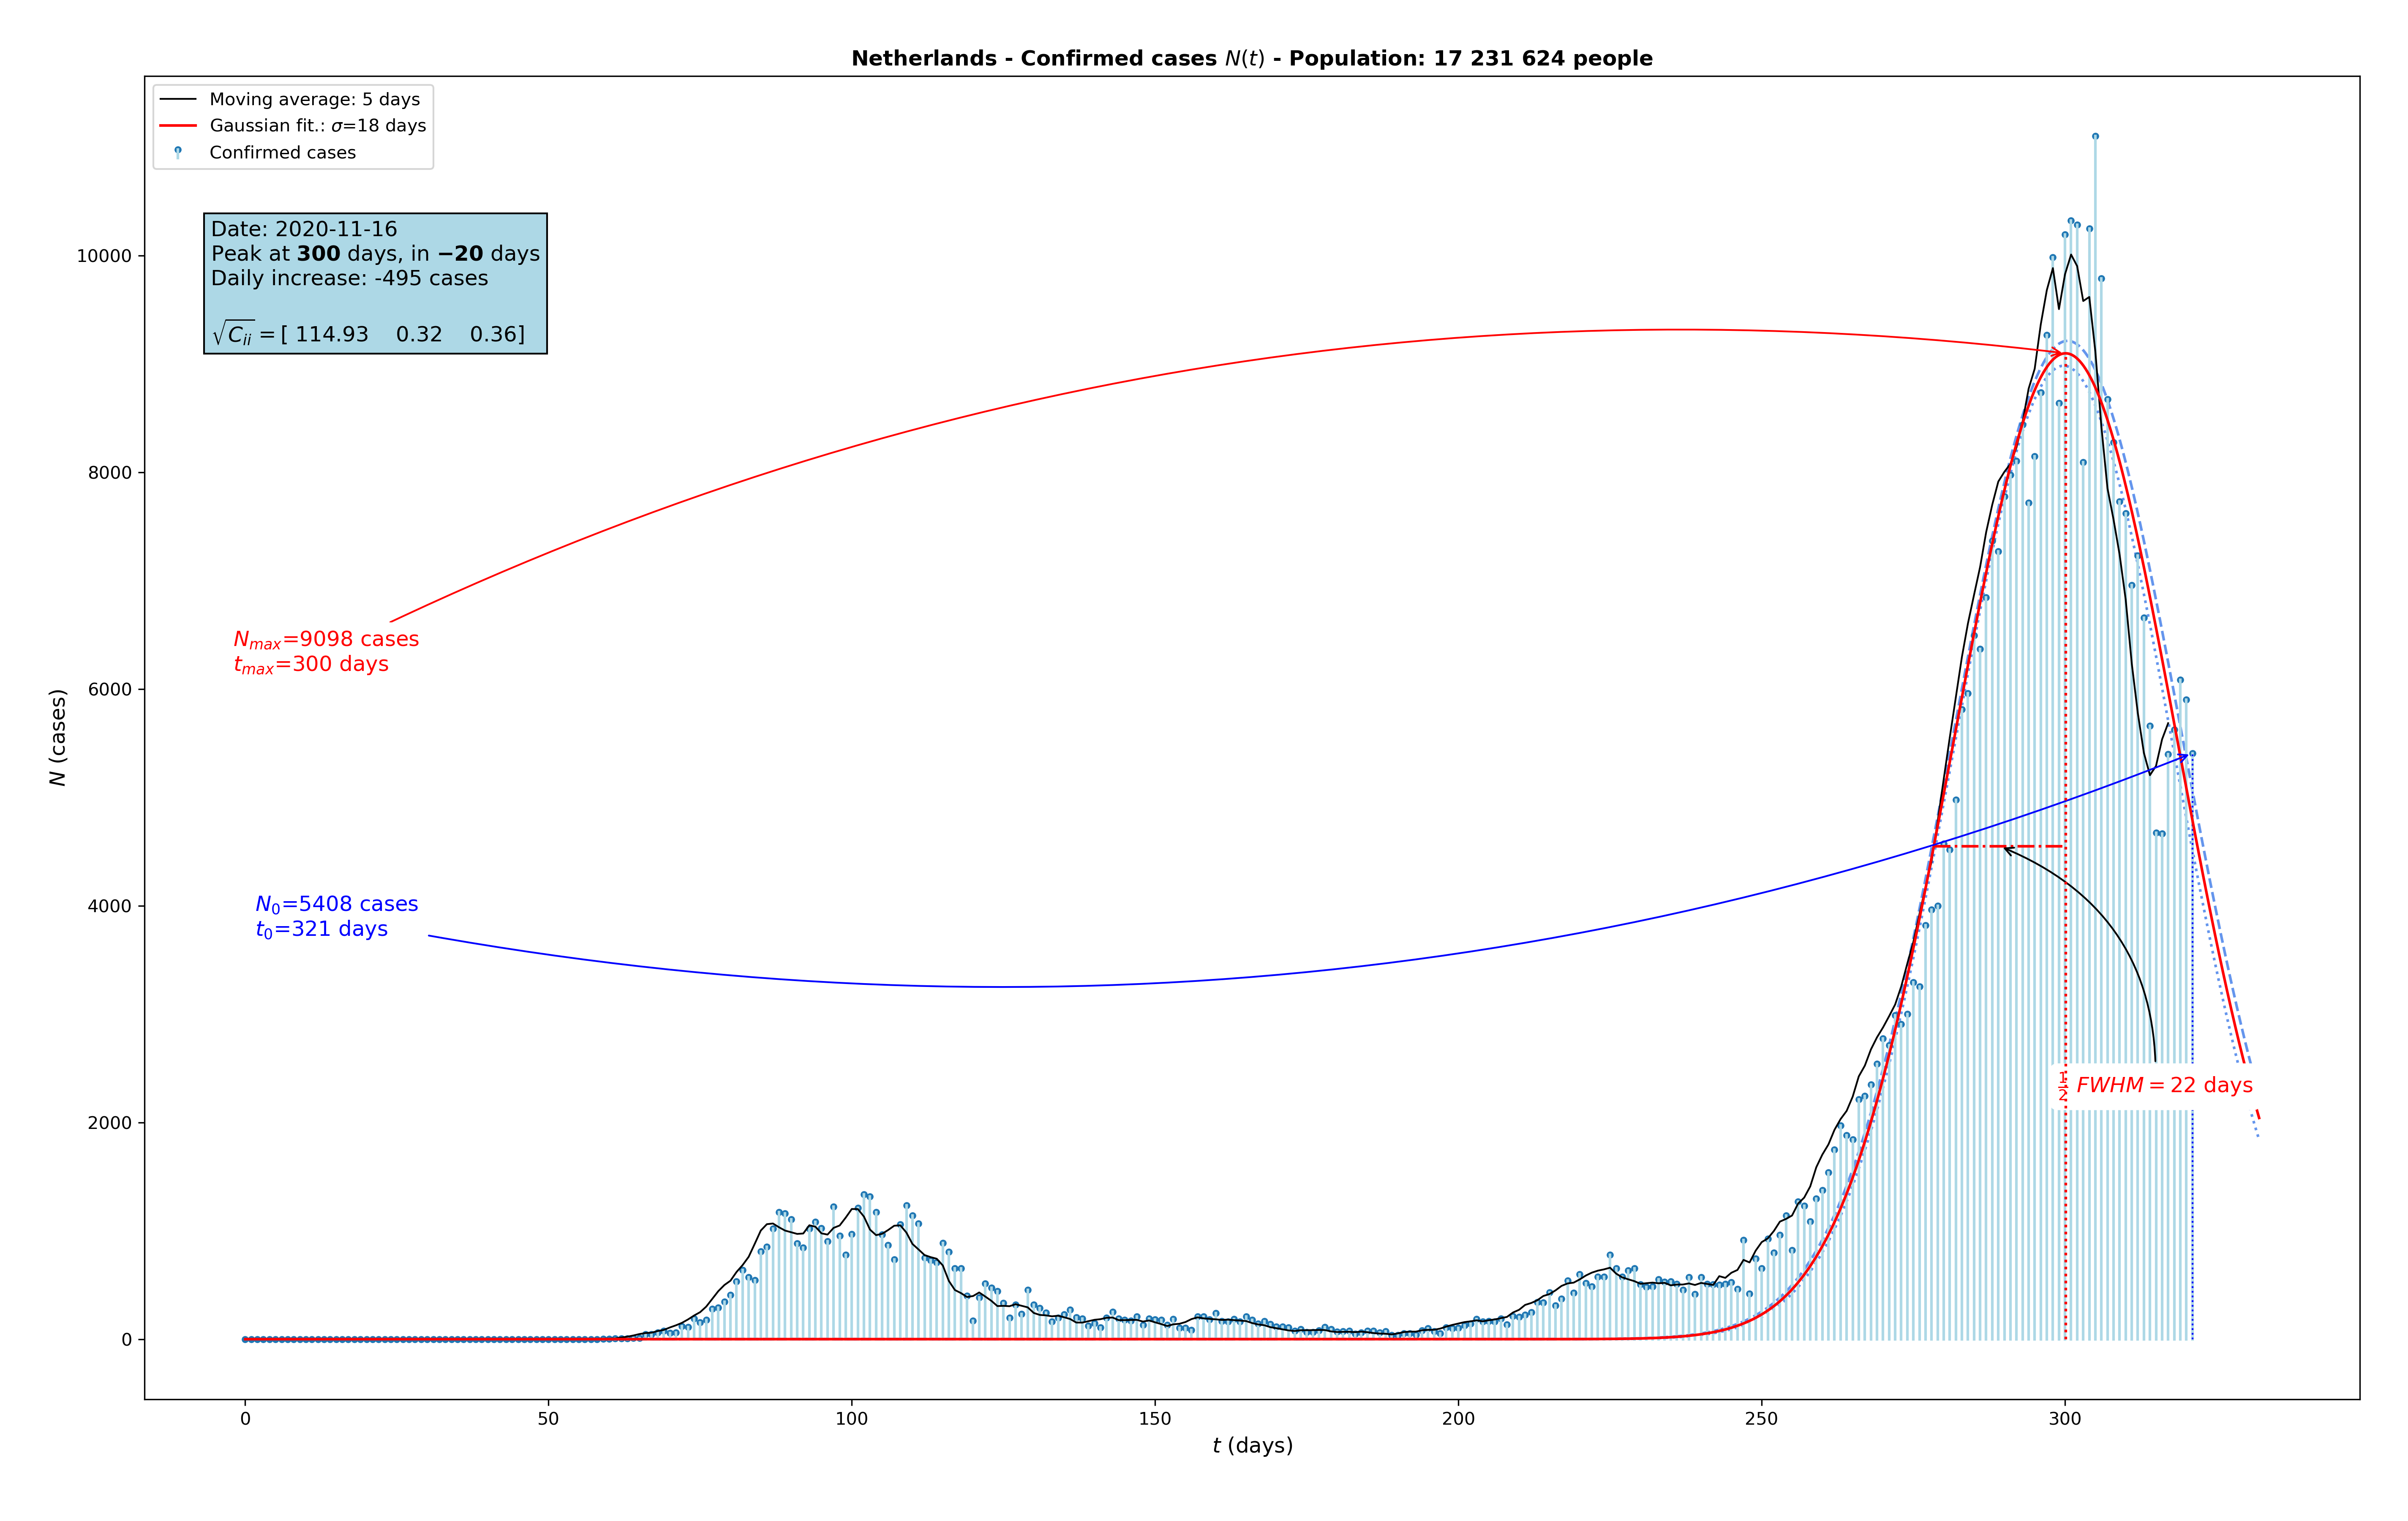 Netherlands - Confirmed cases N(t) - Population: 17 231 624 people
Moving average: 5 days
Gaussian fit.: σ=18 days
Confirmed cases
Date: 2020-11-16
Peak at 300 days, in −20 days
Daily increase: -495 cases
√C_ii = [ 114.93 0.32 0.36]
N_max=9098 cases
t_max=300 days
N_0=5408 cases
t_0=321 days
1/2 FWHM = 22 days
N (cases)
10000
8000
6000
4000
2000
0
0 50 100 150 200 250 300
t (days)